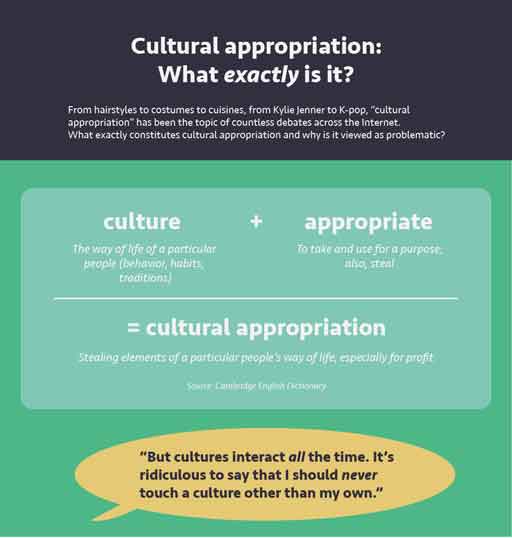 Cultural appropriation:
What exactly is it?
From hairstyles to costumes to cuisines, from Kylie Jenner to K-pop, “cultural
appropriation” has been the topic of countless debates across the Internet.
What exactly constitutes cultural appropriation and why is it viewed as problematic?
culture + appropriate
The way of life of a particular
people (behavior, habits,
traditions)
To take and use for a purpose;
also, steal
= cultural appropriation
Stealing elements of a particular people's way of life, especially for profit
Source: Cambridge English Dictionary
“But cultures interact all the time. It's
ridiculous to say that I should never
touch a culture other than my own.”